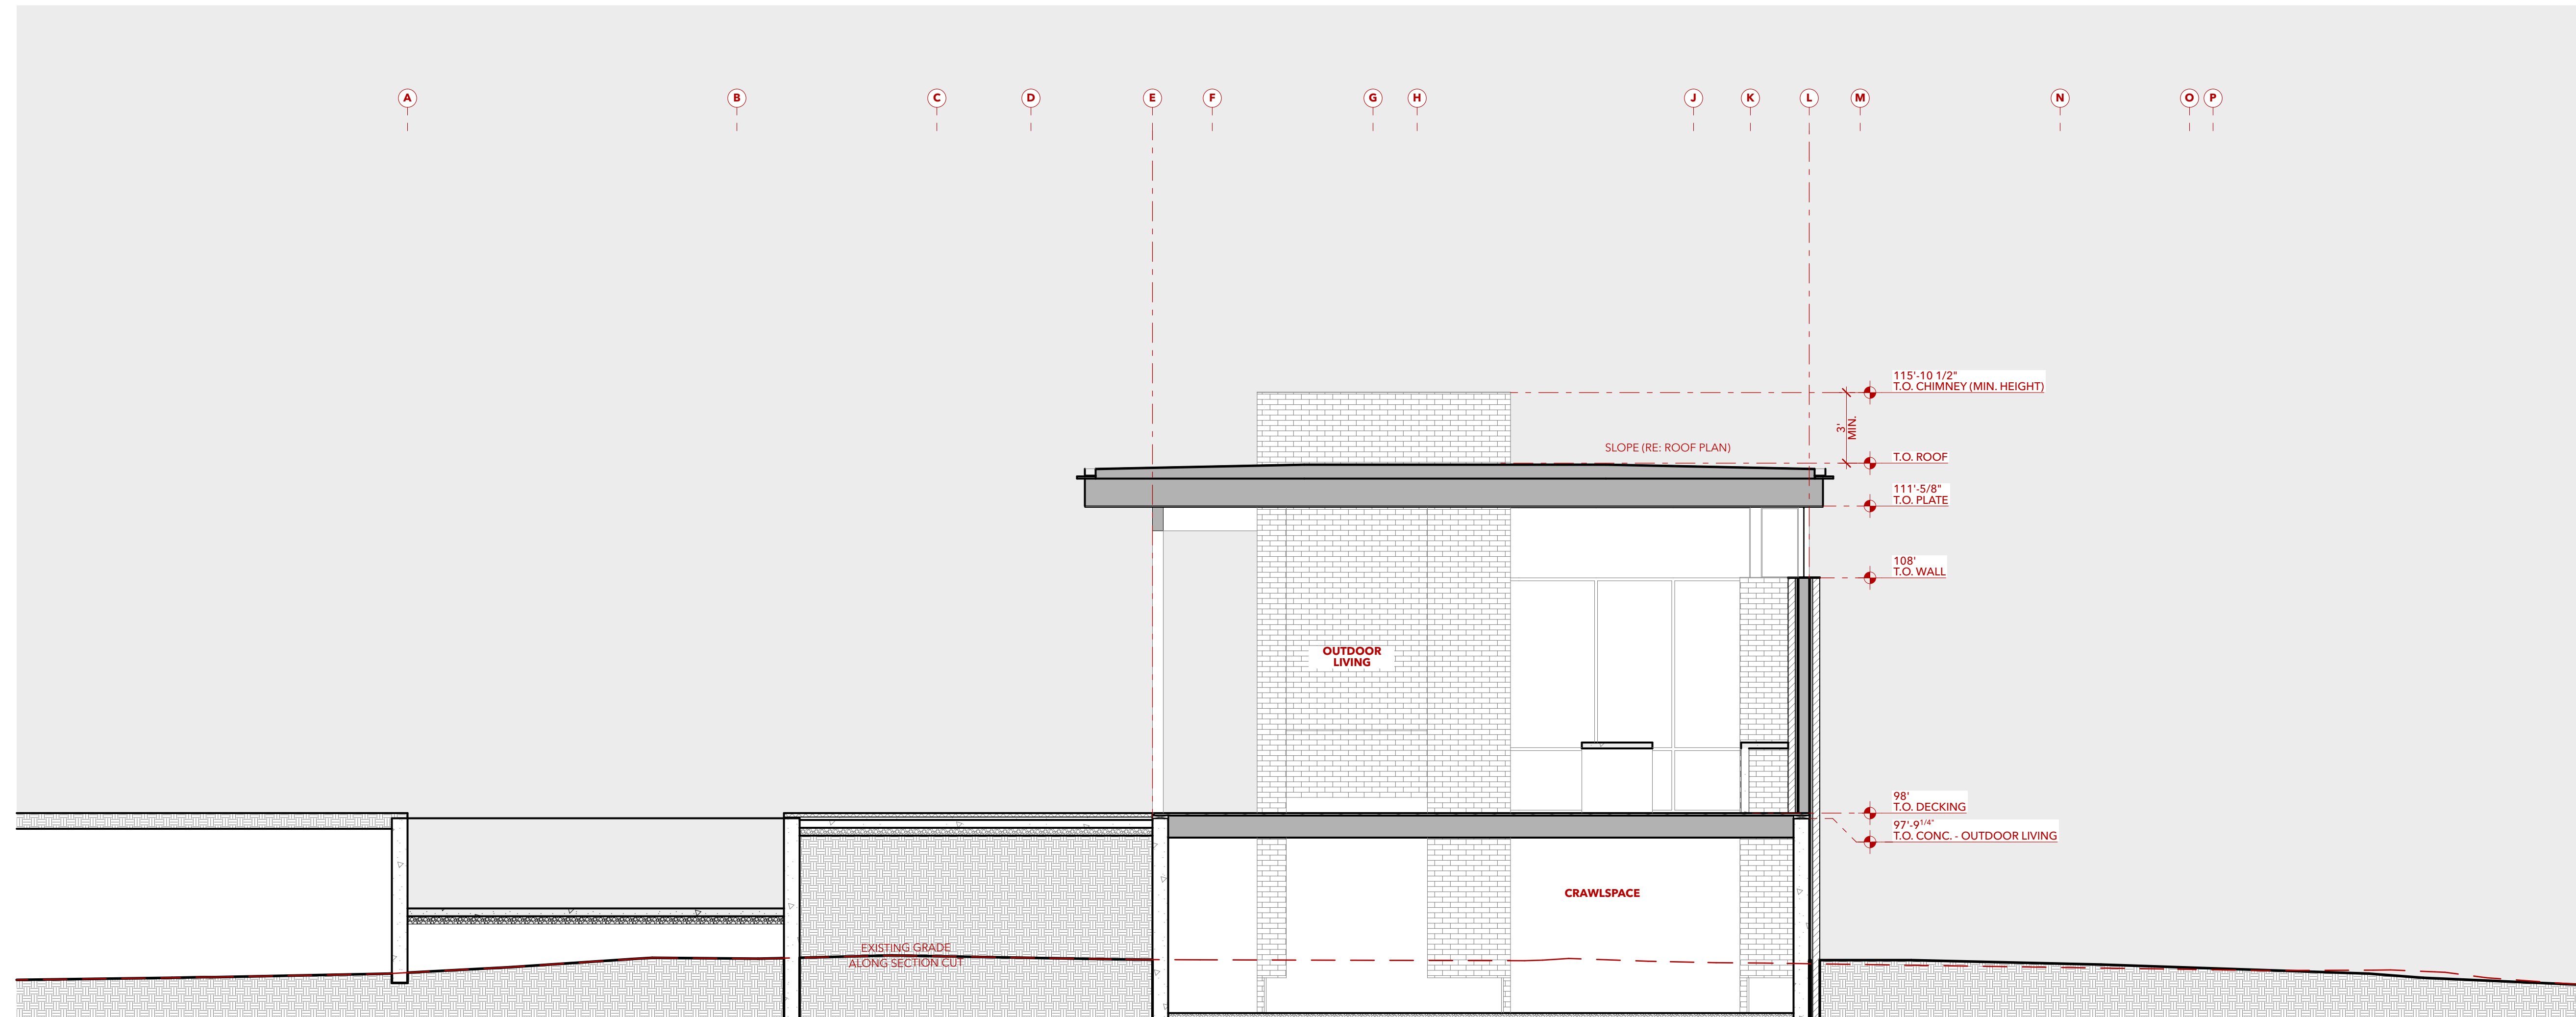 A B C D E F G H J K L M N O P
115'-10 1/2"
T.O. CHIMNEY (MIN. HEIGHT)
3'
MIN.
SLOPE (RE: ROOF PLAN)
T.O. ROOF
111'-5/8"
T.O. PLATE
108'
T.O. WALL
OUTDOOR
LIVING
98'
T.O. DECKING
97'-9 1/4"
T.O. CONC. - OUTDOOR LIVING
CRAWLSPACE
EXISTING GRADE
ALONG SECTION CUT